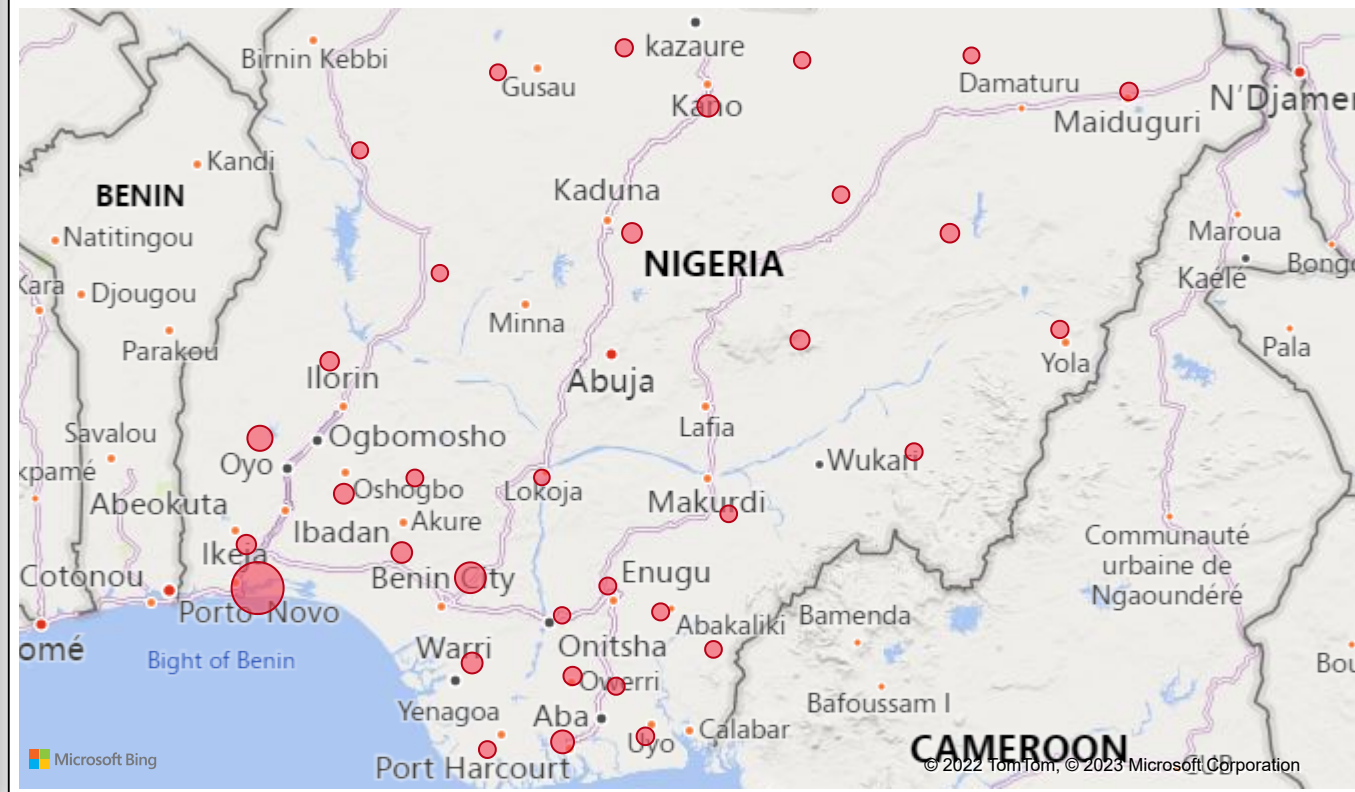 kazaure
Birnin Kebbi
Gusau
Damaturu
N'Djamer
Kano
Maiduguri
Kandi
BENIN
Kaduna
Natitingou
Maroua
NIGERIA
Bongo
Kaélé
Kara
Djougou
Minna
Parakou
Pala
Yola
Ilorin
Abuja
Lafia
Savalou
Ogbomosho
Oyo
Wukari
kpamé
Oshogbo
Lokoja
Abeokuta
Makurdi
Akure
Ibadan
Communauté
urbaine de
Ngaoundéré
Ikeja
Cotonou
Benin City
Enugu
Porto-Novo
Bamenda
Abakaliki
omé
Warri
Onitsha
Bight of Benin
Bou
Owerri
Bafoussam I
Yenagoa
Aba
Calabar
Uyo
CAMEROON
Microsoft Bing
Port Harcourt
© 2022 TomTom, © 2023 Microsoft Corporation